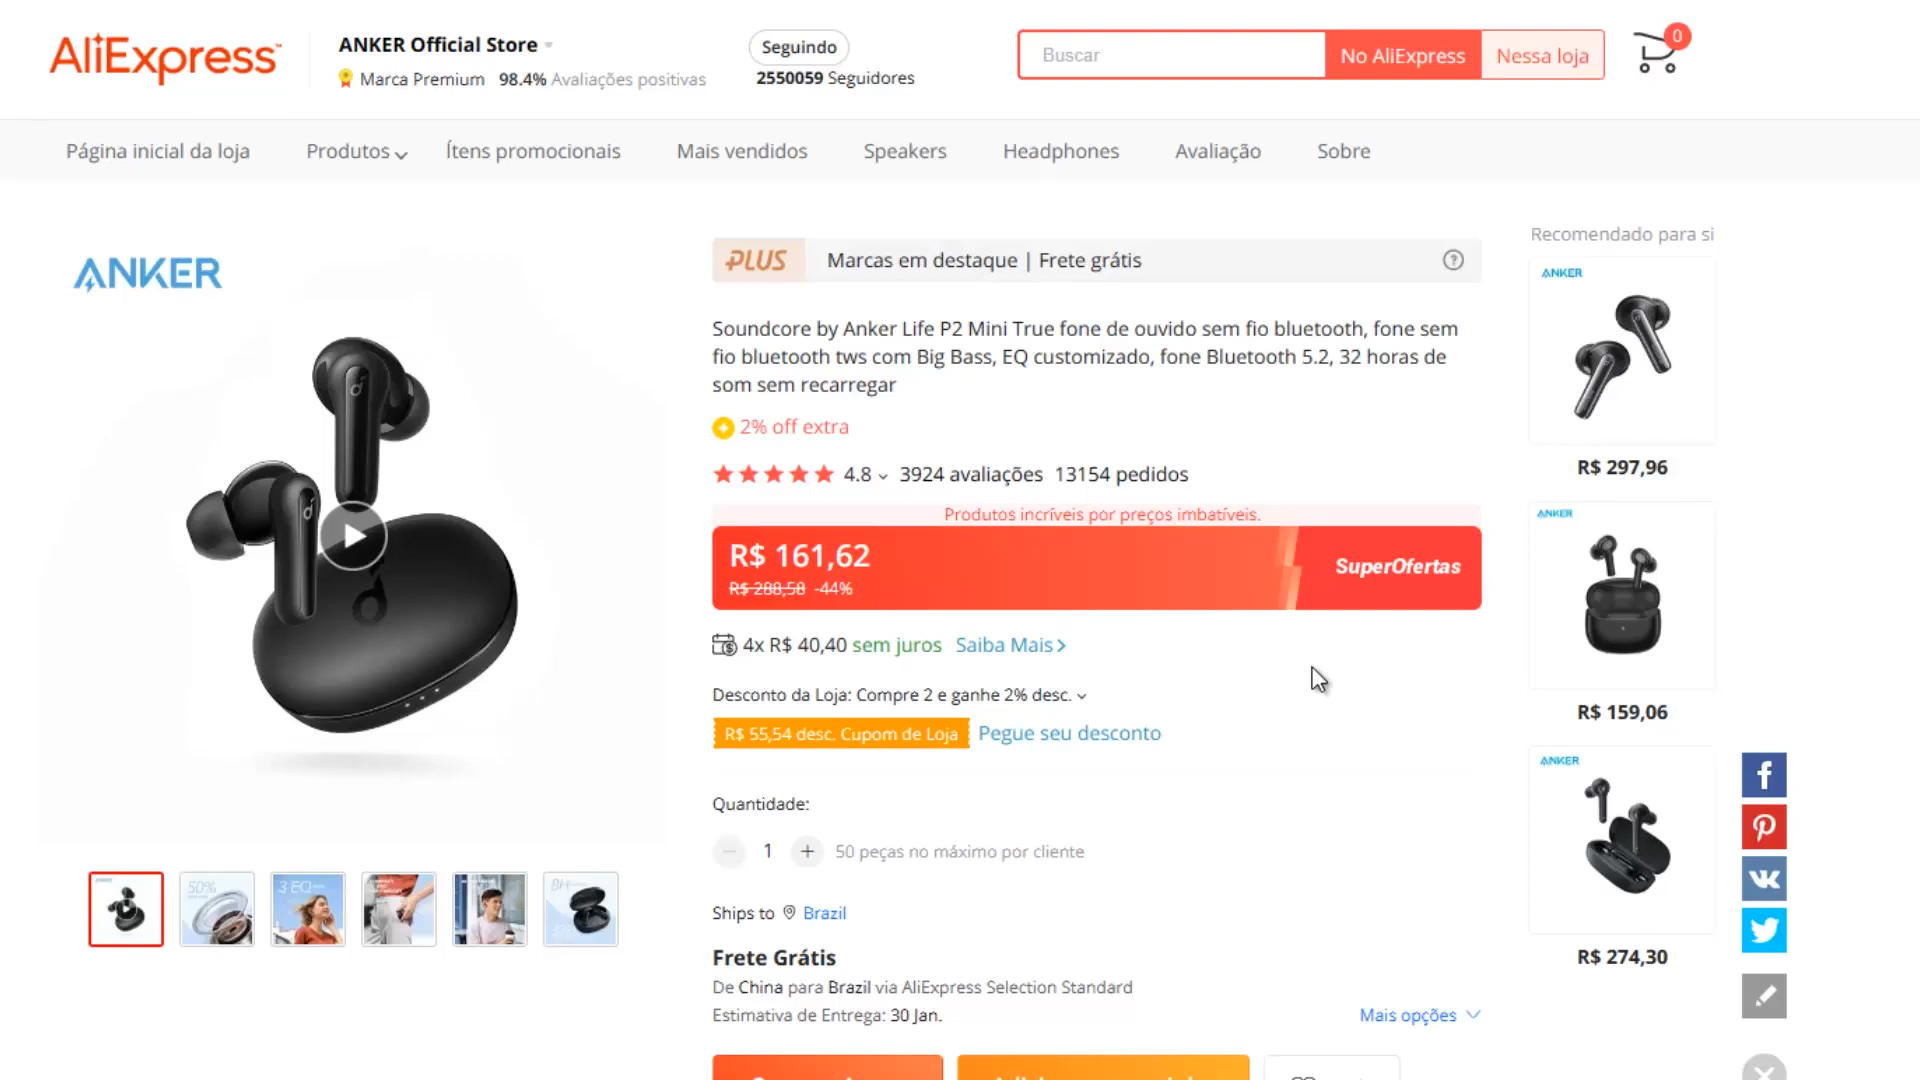 AliExpress™
ANKER Official Store
Marca Premium 98.4% Avaliações positivas
Seguindo
2550059 Seguidores
Buscar
No AliExpress
Nessa loja
0
Página inicial da loja
Produtos
Ítens promocionais
Mais vendidos
Speakers
Headphones
Avaliação
Sobre
ANKER
PLUS
Marcas em destaque | Frete grátis
?
Soundcore by Anker Life P2 Mini True fone de ouvido sem fio bluetooth, fone sem
fio bluetooth tws com Big Bass, EQ customizado, fone Bluetooth 5.2, 32 horas de
som sem recarregar
2% off extra
4.8 3924 avaliações 13154 pedidos
Produtos incríveis por preços imbatíveis.
R$ 161,62
R$ 288,58 -44%
SuperOfertas
4x R$ 40,40 sem juros Saiba Mais
Desconto da Loja: Compre 2 e ganhe 2% desc.
R$ 55,54 desc. Cupom de Loja
Pegue seu desconto
Quantidade:
1
50 peças no máximo por cliente
Ships to Brazil
Frete Grátis
De China para Brazil via AliExpress Selection Standard
Estimativa de Entrega: 30 Jan.
Mais opções
50%
3 EQ
8H
Recomendado para si
ANKER
R$ 297,96
ANKER
R$ 159,06
ANKER
R$ 274,30